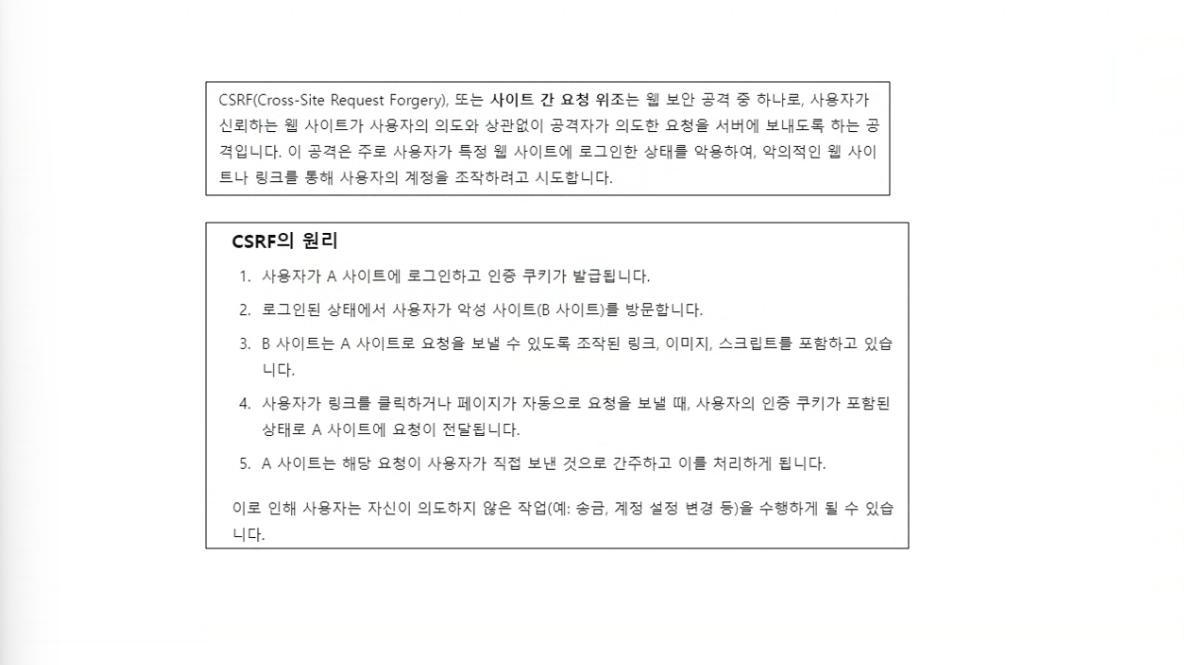 CSRF(Cross-Site Request Forgery), 또는 사이트 간 요청 위조는 웹 보안 공격 중 하나로, 사용자가
신뢰하는 웹 사이트가 사용자의 의도와 상관없이 공격자가 의도한 요청을 서버에 보내도록 하는 공
격입니다. 이 공격은 주로 사용자가 특정 웹 사이트에 로그인한 상태를 악용하여, 악의적인 웹 사이
트나 링크를 통해 사용자의 계정을 조작하려고 시도합니다.
CSRF의 원리
1. 사용자가 A 사이트에 로그인하고 인증 쿠키가 발급됩니다.
2. 로그인된 상태에서 사용자가 악성 사이트(B 사이트)를 방문합니다.
3. B 사이트는 A 사이트로 요청을 보낼 수 있도록 조작된 링크, 이미지, 스크립트를 포함하고 있습
니다.
4. 사용자가 링크를 클릭하거나 페이지가 자동으로 요청을 보낼 때, 사용자의 인증 쿠키가 포함된
상태로 A 사이트에 요청이 전달됩니다.
5. A 사이트는 해당 요청이 사용자가 직접 보낸 것으로 간주하고 이를 처리하게 됩니다.
이로 인해 사용자는 자신이 의도하지 않은 작업(예: 송금, 계정 설정 변경 등)을 수행하게 될 수 있습
니다.